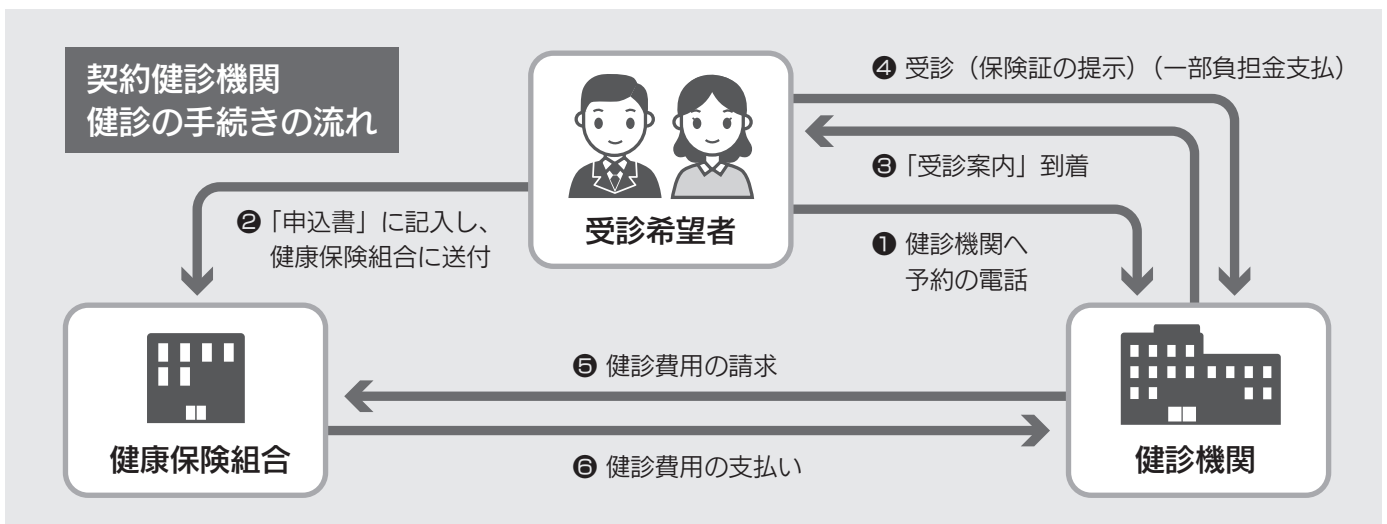 契約健診機関
健診の手続きの流れ
❹ 受診（保険証の提示）（一部負担金支払）
❸「受診案内」到着
❷「申込書」に記入し、
健康保険組合に送付
受診希望者
❶ 健診機関へ
予約の電話
❺ 健診費用の請求
健康保険組合
❻ 健診費用の支払い
健診機関